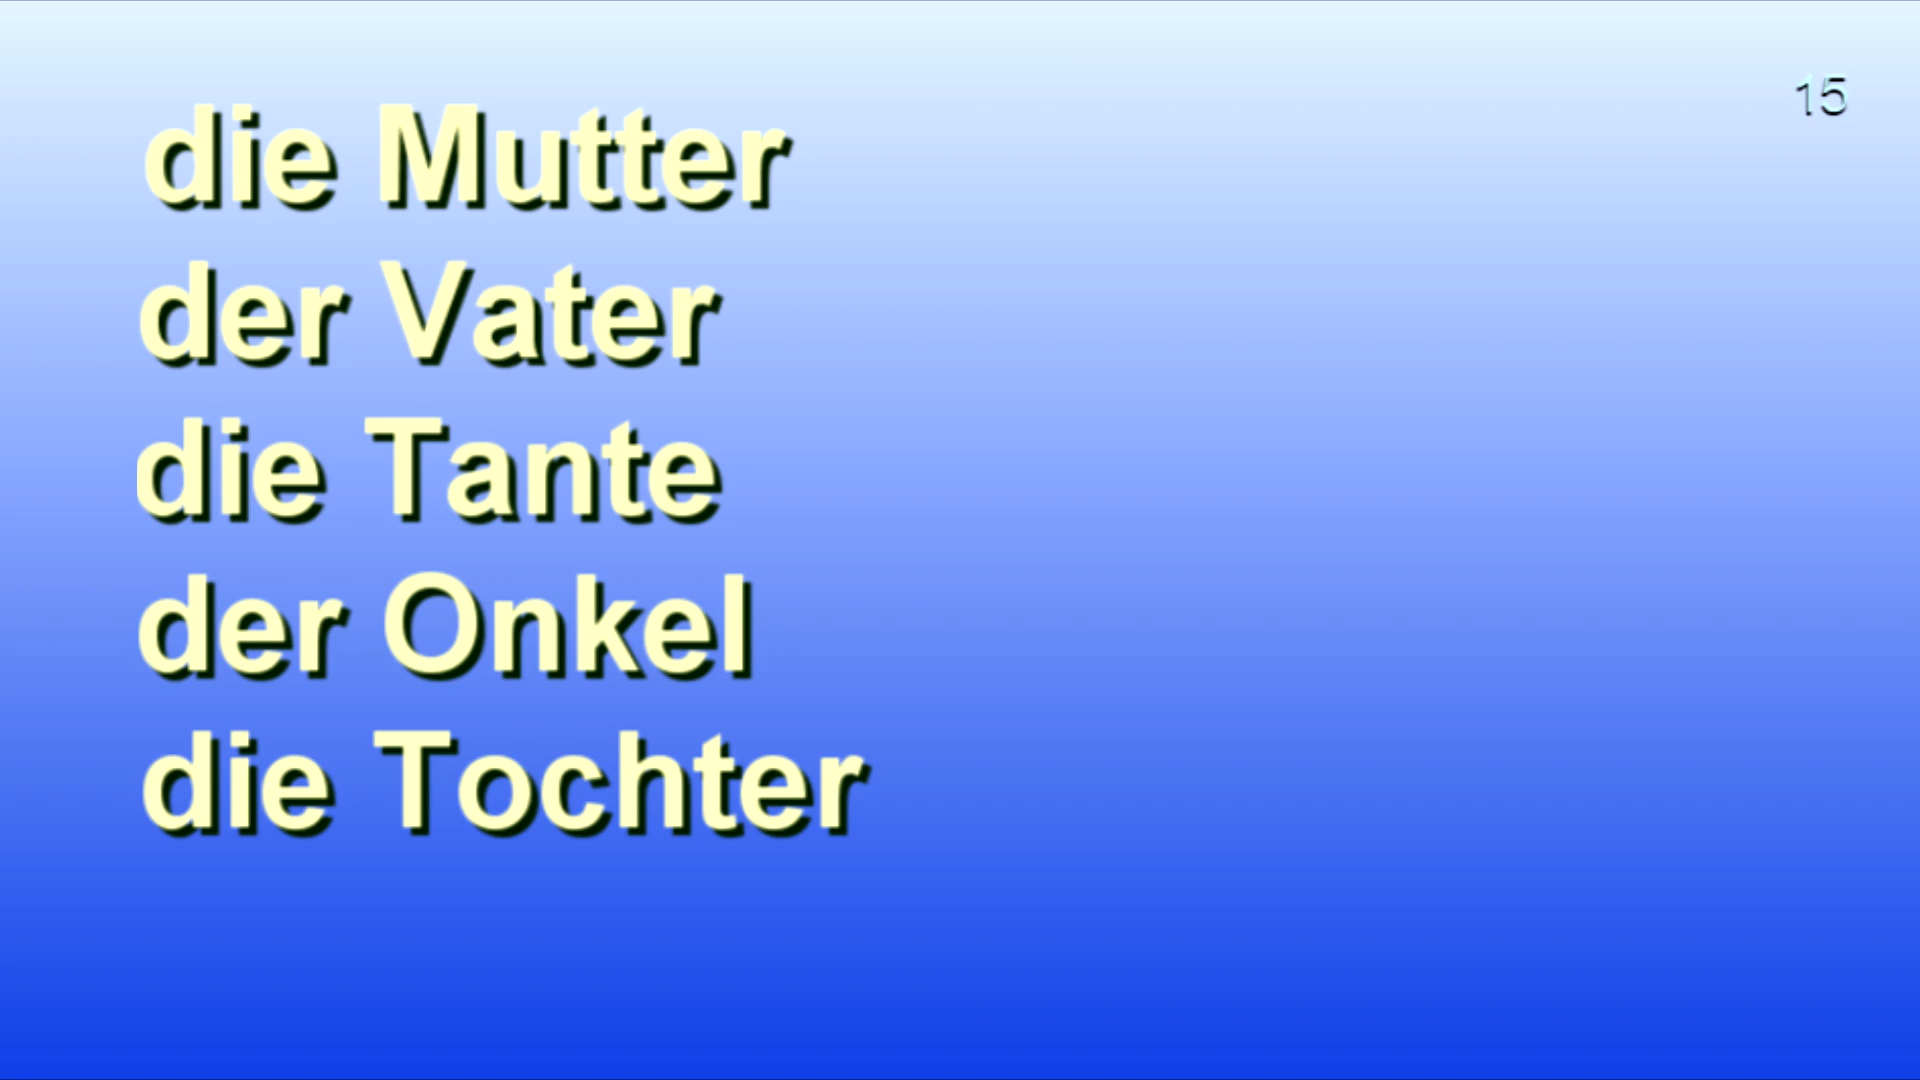 15
die Mutter
der Vater
die Tante
der Onkel
die Tochter